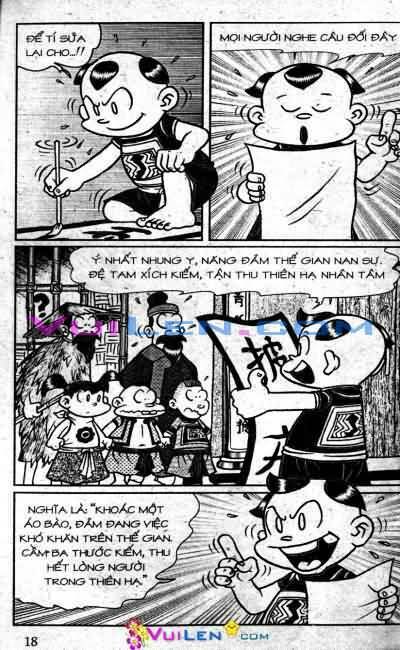 ĐỂ TÍ SỬA
LẠI CHO...!!
MỌI NGƯỜI NGHE CÂU ĐỐI ĐÂY
Ý NHẤT NHUNG Y, NĂNG ĐẢM THẾ GIAN NAN SỰ.
ĐỆ TAM XÍCH KIẾM, TẬN THU THIÊN HẠ NHÂN TÂM
?
VUILEN.COM
披
NGHĨA LÀ: "KHOÁC MỘT
ÁO BÀO, ĐẢM ĐANG VIỆC
KHÓ KHĂN TRÊN THẾ GIAN.
CẦM BA THƯỚC KIẾM, THU
HẾT LÒNG NGƯỜI
TRONG THIÊN HẠ."
18
VUILEN.COM